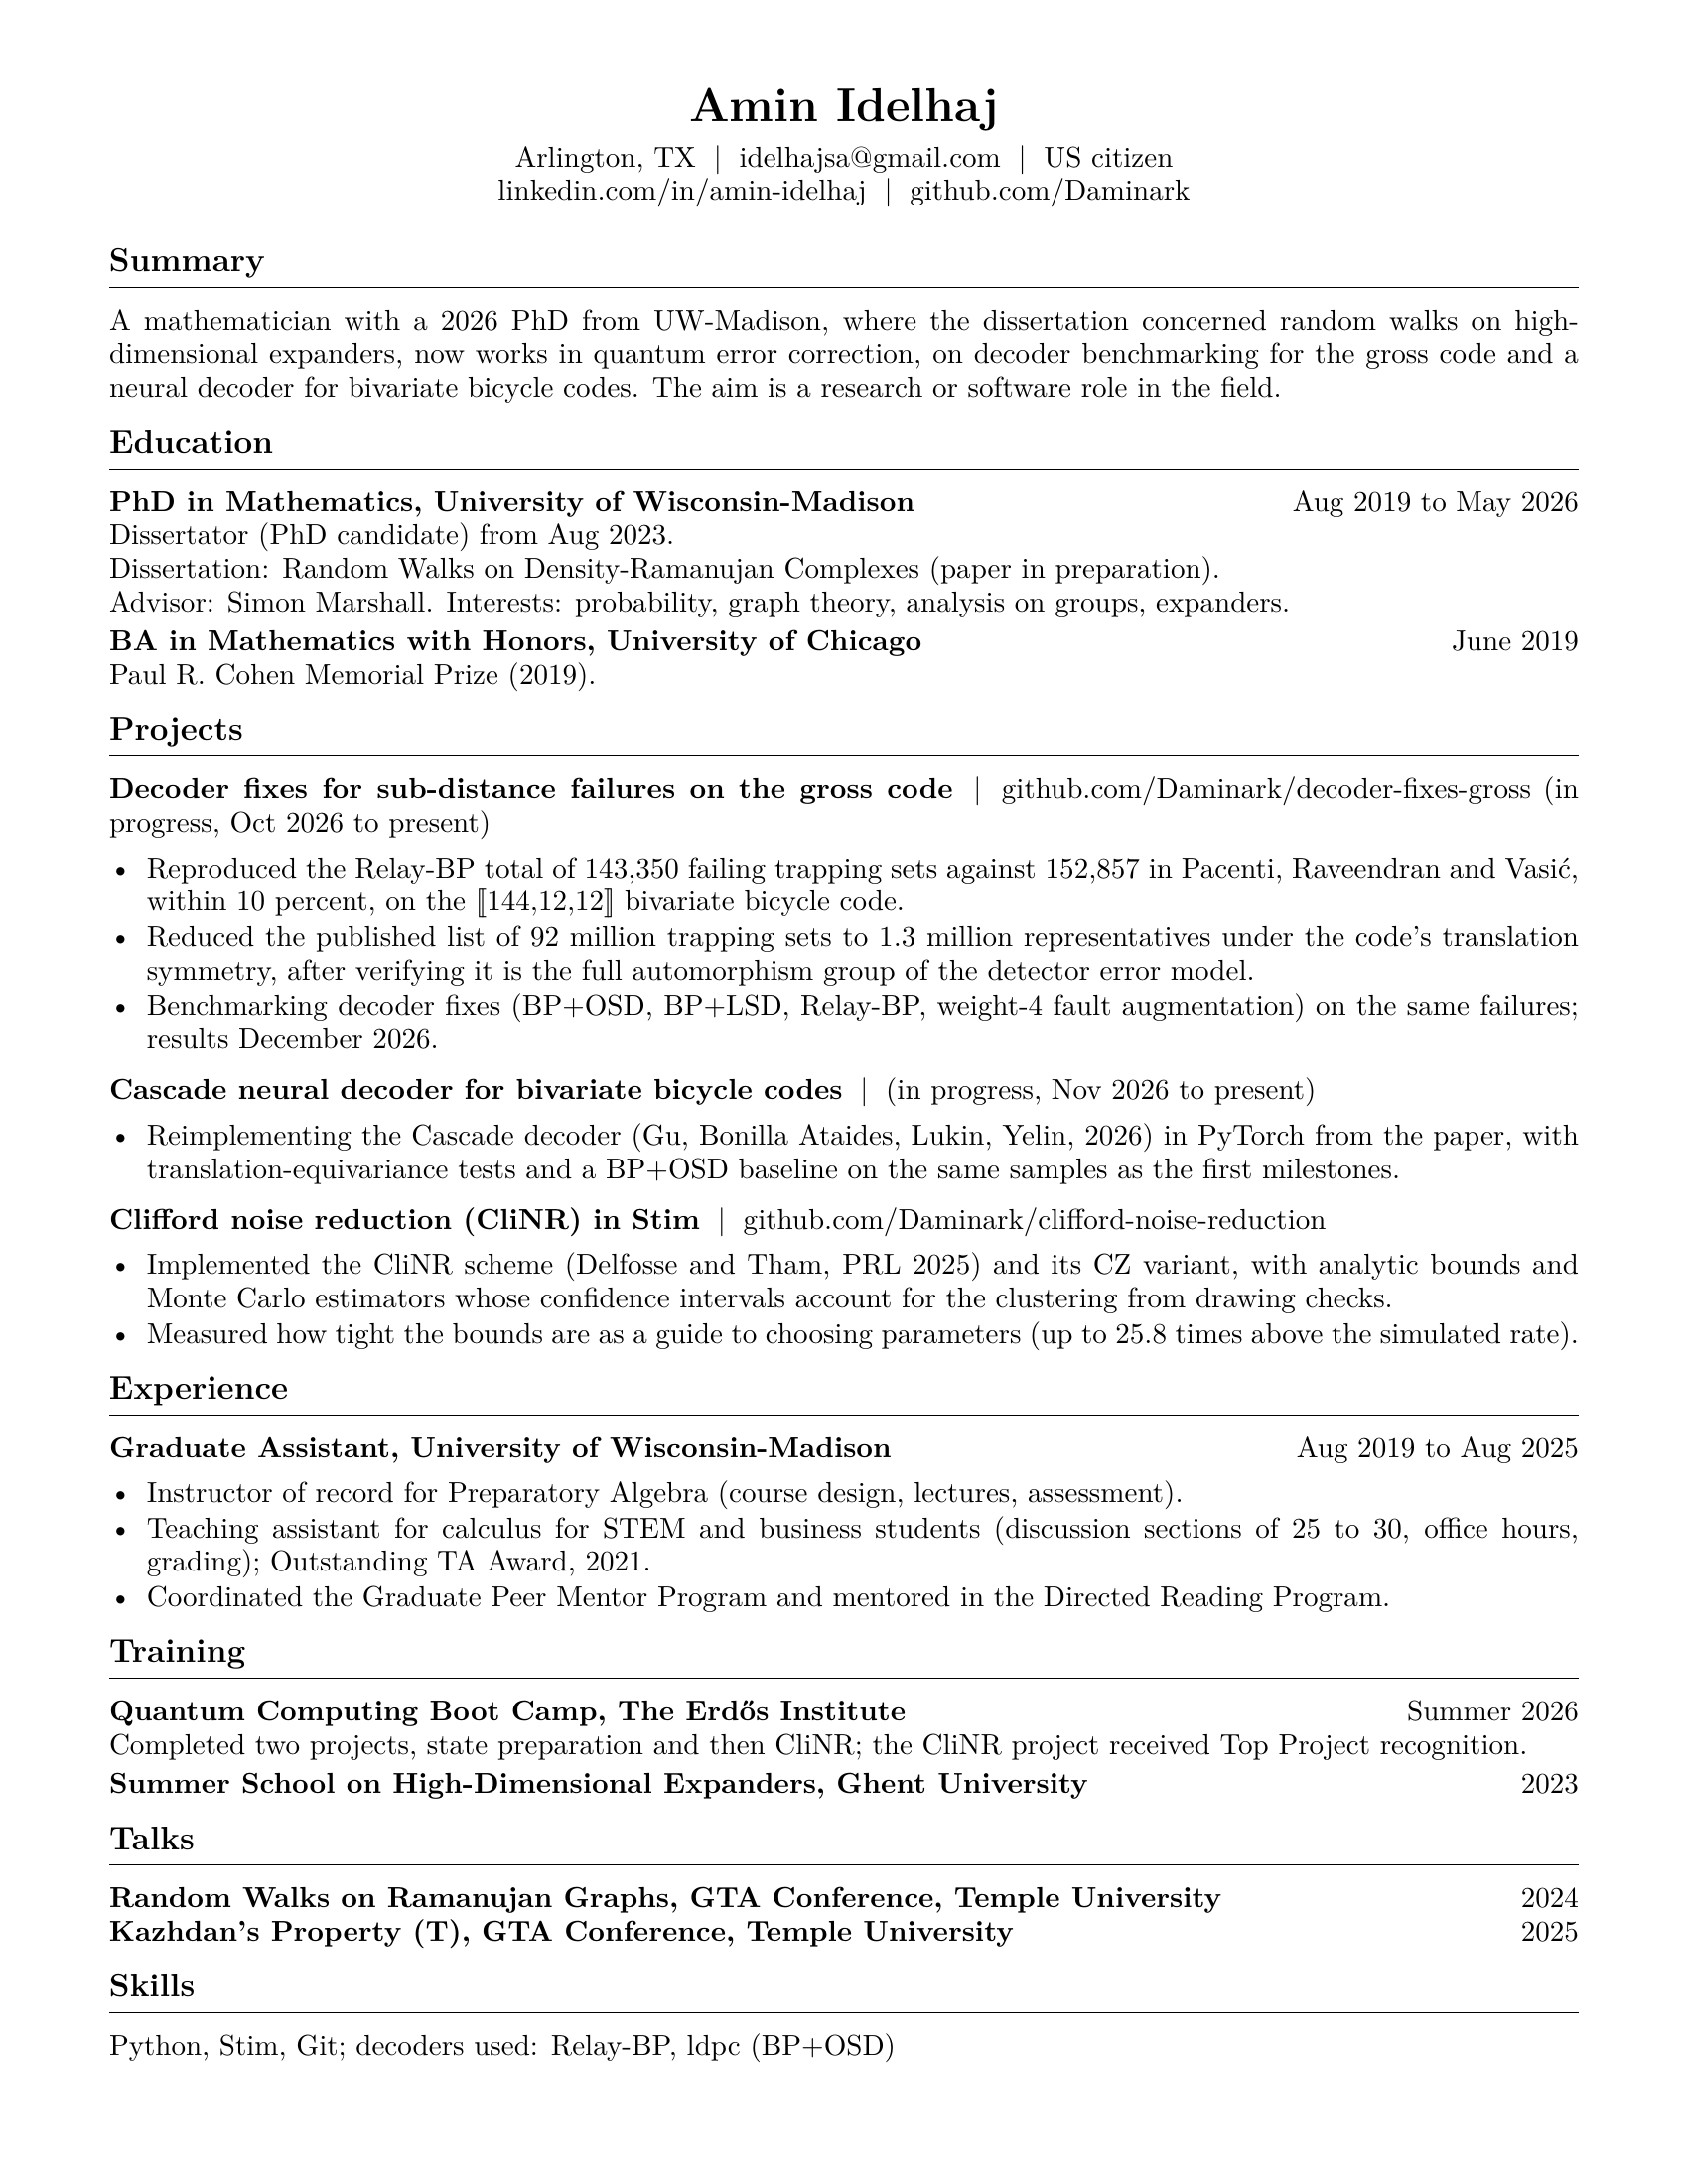 Amin Idelhaj
Arlington, TX | idelhajsa@gmail.com | US citizen
linkedin.com/in/amin-idelhaj | github.com/Daminark
Summary
A mathematician with a 2026 PhD from UW-Madison, where the dissertation concerned random walks on high-
dimensional expanders, now works in quantum error correction, on decoder benchmarking for the gross code and a
neural decoder for bivariate bicycle codes. The aim is a research or software role in the field.
Education
PhD in Mathematics, University of Wisconsin-Madison Aug 2019 to May 2026
Dissertator (PhD candidate) from Aug 2023.
Dissertation: Random Walks on Density-Ramanujan Complexes (paper in preparation).
Advisor: Simon Marshall. Interests: probability, graph theory, analysis on groups, expanders.
BA in Mathematics with Honors, University of Chicago June 2019
Paul R. Cohen Memorial Prize (2019).
Projects
Decoder fixes for sub-distance failures on the gross code | github.com/Daminark/decoder-fixes-gross (in
progress, Oct 2026 to present)
• Reproduced the Relay-BP total of 143,350 failing trapping sets against 152,857 in Pacenti, Raveendran and Vasić,
within 10 percent, on the ⟦144,12,12⟧ bivariate bicycle code.
• Reduced the published list of 92 million trapping sets to 1.3 million representatives under the code's translation
symmetry, after verifying it is the full automorphism group of the detector error model.
• Benchmarking decoder fixes (BP+OSD, BP+LSD, Relay-BP, weight-4 fault augmentation) on the same failures;
results December 2026.
Cascade neural decoder for bivariate bicycle codes | (in progress, Nov 2026 to present)
• Reimplementing the Cascade decoder (Gu, Bonilla Ataides, Lukin, Yelin, 2026) in PyTorch from the paper, with
translation-equivariance tests and a BP+OSD baseline on the same samples as the first milestones.
Clifford noise reduction (CliNR) in Stim | github.com/Daminark/clifford-noise-reduction
• Implemented the CliNR scheme (Delfosse and Tham, PRL 2025) and its CZ variant, with analytic bounds and
Monte Carlo estimators whose confidence intervals account for the clustering from drawing checks.
• Measured how tight the bounds are as a guide to choosing parameters (up to 25.8 times above the simulated rate).
Experience
Graduate Assistant, University of Wisconsin-Madison Aug 2019 to Aug 2025
• Instructor of record for Preparatory Algebra (course design, lectures, assessment).
• Teaching assistant for calculus for STEM and business students (discussion sections of 25 to 30, office hours,
grading); Outstanding TA Award, 2021.
• Coordinated the Graduate Peer Mentor Program and mentored in the Directed Reading Program.
Training
Quantum Computing Boot Camp, The Erdős Institute Summer 2026
Completed two projects, state preparation and then CliNR; the CliNR project received Top Project recognition.
Summer School on High-Dimensional Expanders, Ghent University 2023
Talks
Random Walks on Ramanujan Graphs, GTA Conference, Temple University 2024
Kazhdan's Property (T), GTA Conference, Temple University 2025
Skills
Python, Stim, Git; decoders used: Relay-BP, ldpc (BP+OSD)